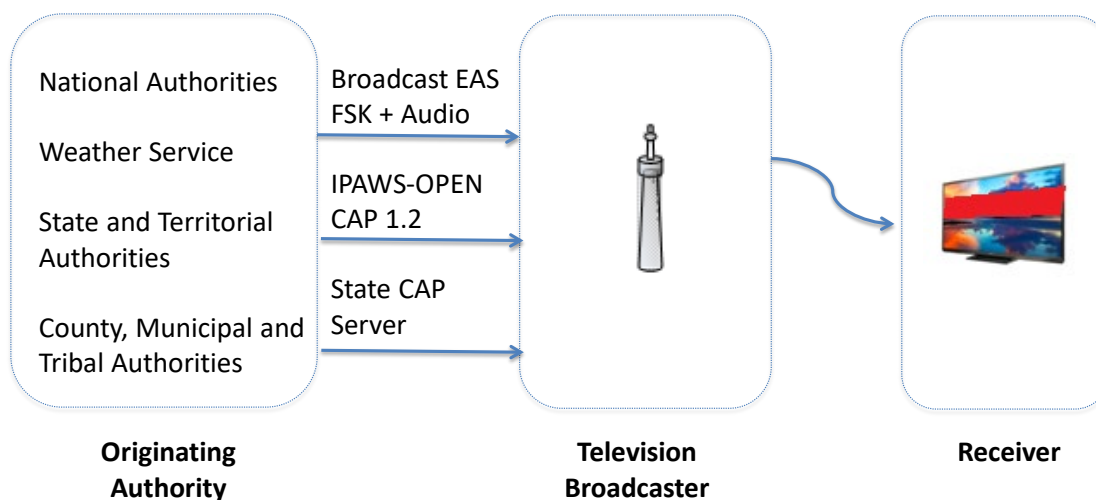 National Authorities
Weather Service
State and Territorial
Authorities
County, Municipal and
Tribal Authorities
Broadcast EAS
FSK + Audio
IPAWS-OPEN
CAP 1.2
State CAP
Server
Originating
Authority
Television
Broadcaster
Receiver